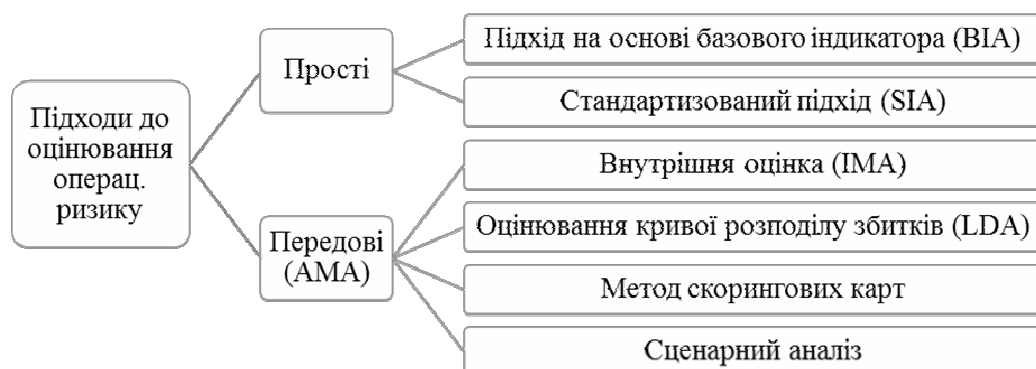 Підходи до
оцінювання
операц.
ризику
Прості
Підхід на основі базового індикатора (BIA)
Стандартизований підхід (SIA)
Передові
(AMA)
Внутрішня оцінка (IMA)
Оцінювання кривої розподілу збитків (LDA)
Метод скорингових карт
Сценарний аналіз